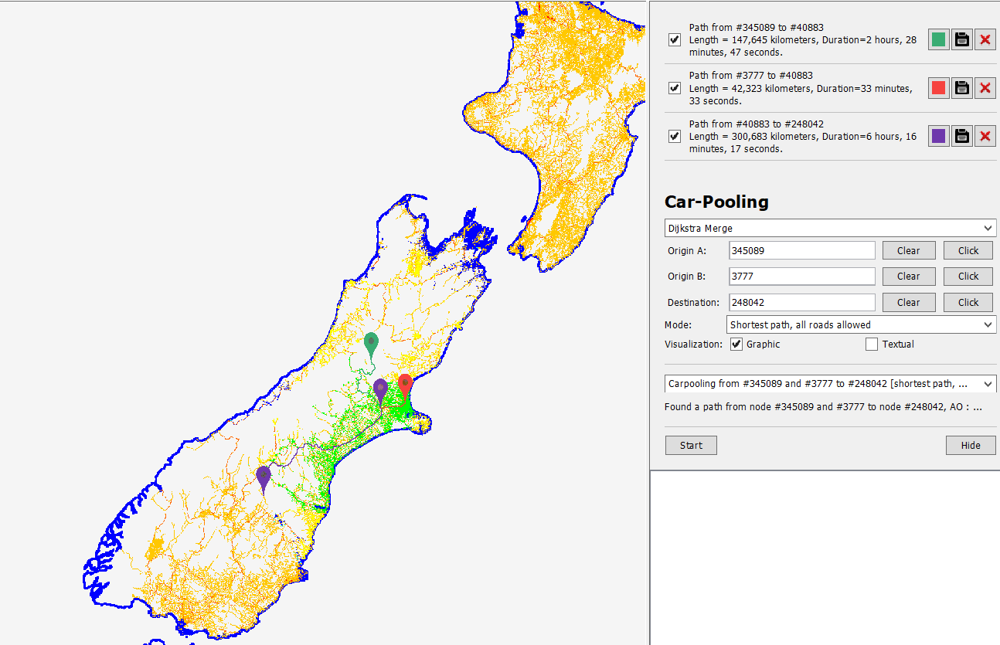 Path from #345089 to #40883
Length = 147,645 kilometers, Duration=2 hours, 28
minutes, 47 seconds.
Path from #3777 to #40883
Length = 42,323 kilometers, Duration=33 minutes,
33 seconds.
Path from #40883 to #248042
Length = 300,683 kilometers, Duration=6 hours, 16
minutes, 17 seconds.
Car-Pooling
Dijkstra Merge
Origin A: 345089 Clear Click
Origin B: 3777 Clear Click
Destination: 248042 Clear Click
Mode: Shortest path, all roads allowed
Visualization: Graphic Textual
Carpooling from #345089 and #3777 to #248042 [shortest path, ...
Found a path from node #345089 and #3777 to node #248042, AO : ...
Start Hide